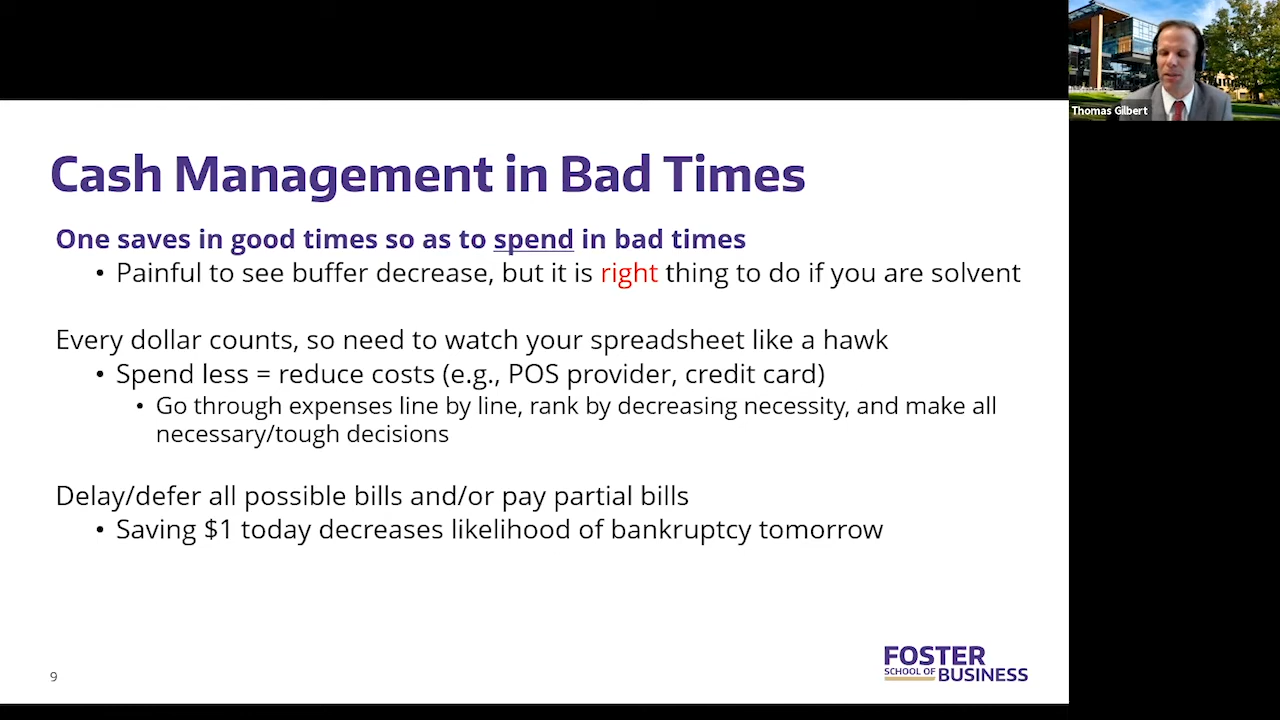 Thomas Gilbert
Cash Management in Bad Times
One saves in good times so as to spend in bad times
• Painful to see buffer decrease, but it is right thing to do if you are solvent
Every dollar counts, so need to watch your spreadsheet like a hawk
• Spend less = reduce costs (e.g., POS provider, credit card)
• Go through expenses line by line, rank by decreasing necessity, and make all
necessary/tough decisions
Delay/defer all possible bills and/or pay partial bills
• Saving $1 today decreases likelihood of bankruptcy tomorrow
9
FOSTER
SCHOOL OF BUSINESS